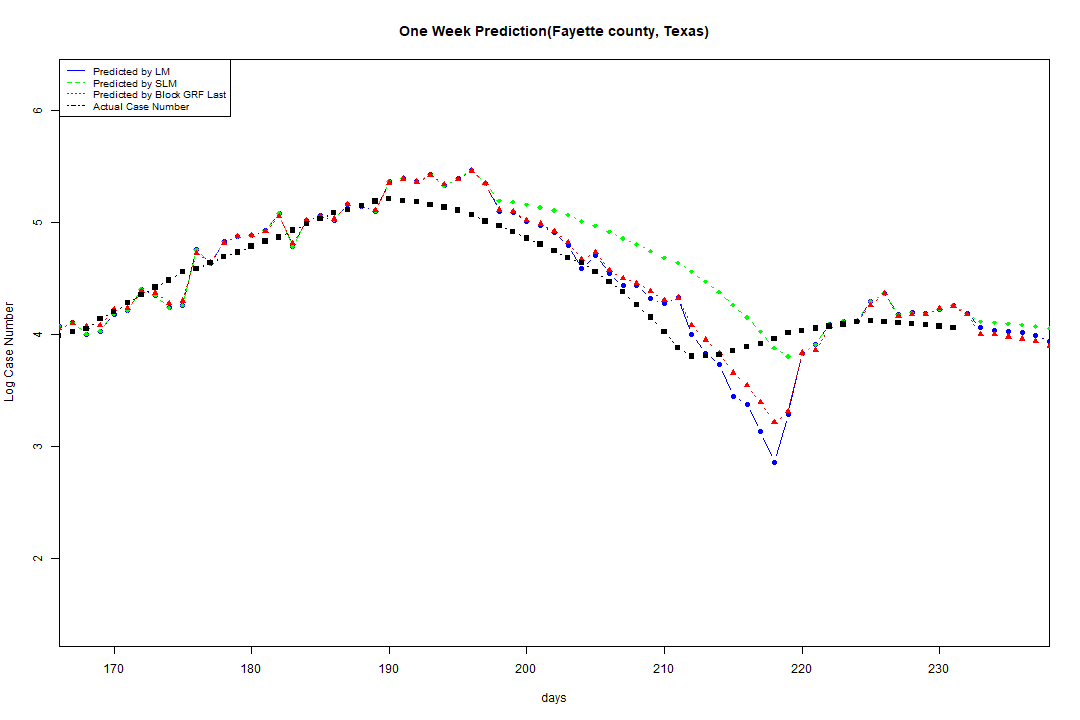 One Week Prediction(Fayette county, Texas)
Predicted by LM
Predicted by SLM
Predicted by Block GRF Last
Actual Case Number
Log Case Number
6
5
4
3
2
170 180 190 200 210 220 230
days